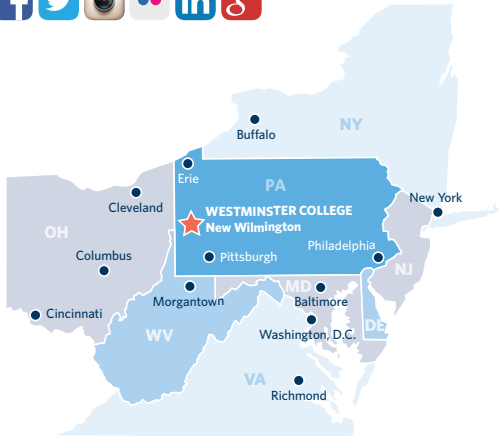 f
in
g
NY
Buffalo
Erie
PA
Cleveland
WESTMINSTER COLLEGE
New Wilmington
New York
OH
Columbus
Pittsburgh
Philadelphia
NJ
Morgantown
MD
Baltimore
Cincinnati
WV
Washington, D.C.
DE
VA
Richmond